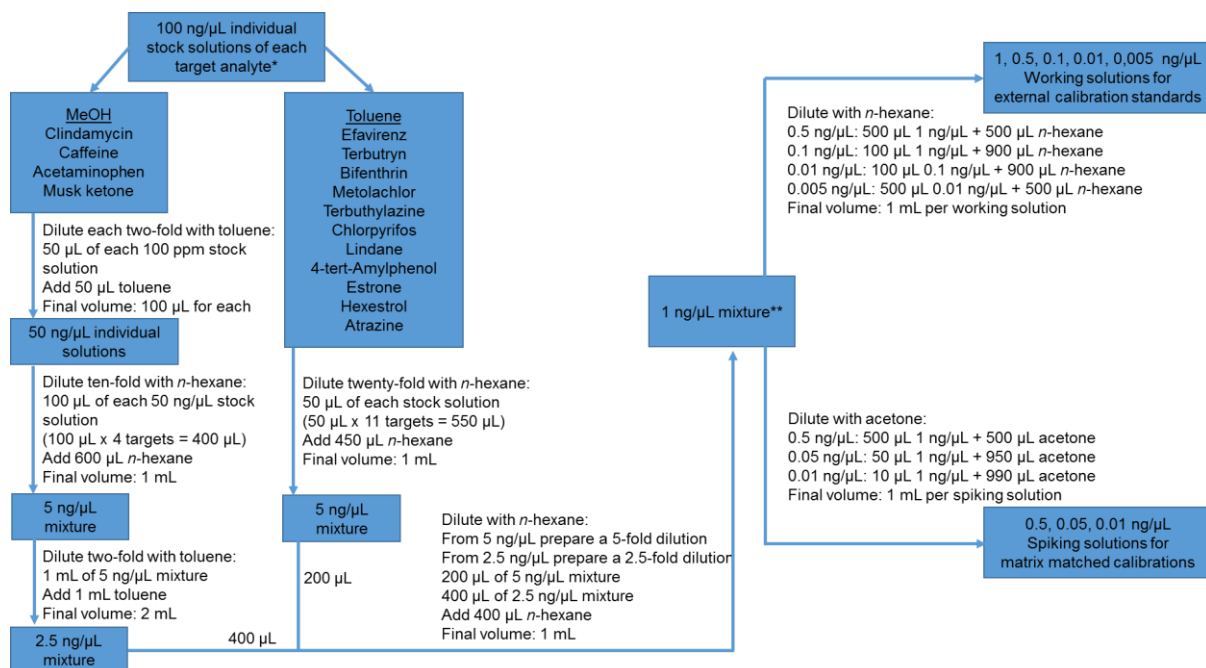 100 ng/µL individual
stock solutions of each
target analyte*
MeOH
Clindamycin
Caffeine
Acetaminophen
Musk ketone
Toluene
Efavirenz
Terbutryn
Bifenthrin
Metolachlor
Terbuthylazine
Chlorpyrifos
Lindane
4-tert-Amylphenol
Estrone
Hexestrol
Atrazine
Dilute each two-fold with toluene:
50 µL of each 100 ppm stock
solution
Add 50 µL toluene
Final volume: 100 µL for each
50 ng/µL individual
solutions
Dilute ten-fold with n-hexane:
100 µL of each 50 ng/µL stock
solution
(100 µL x 4 targets = 400 µL)
Add 600 µL n-hexane
Final volume: 1 mL
5 ng/µL
mixture
Dilute two-fold with toluene:
1 mL of 5 ng/µL mixture
Add 1 mL toluene
Final volume: 2 mL
2.5 ng/µL
mixture
400 µL
Dilute twenty-fold with n-hexane:
50 µL of each stock solution
(50 µL x 11 targets = 550 µL)
Add 450 µL n-hexane
Final volume: 1 mL
5 ng/µL
mixture
200 µL
Dilute with n-hexane:
From 5 ng/µL prepare a 5-fold dilution
From 2.5 ng/µL prepare a 2.5-fold dilution
200 µL of 5 ng/µL mixture
400 µL of 2.5 ng/µL mixture
Add 400 µL n-hexane
Final volume: 1 mL
1 ng/µL mixture**
1, 0.5, 0.1, 0.01, 0,005 ng/µL
Working solutions for
external calibration standards
Dilute with n-hexane:
0.5 ng/µL: 500 µL 1 ng/µL + 500 µL n-hexane
0.1 ng/µL: 100 µL 1 ng/µL + 900 µL n-hexane
0.01 ng/µL: 100 µL 0.1 ng/µL + 900 µL n-hexane
0.005 ng/µL: 500 µL 0.01 ng/µL + 500 µL n-hexane
Final volume: 1 mL per working solution
Dilute with acetone:
0.5 ng/µL: 500 µL 1 ng/µL + 500 µL acetone
0.05 ng/µL: 50 µL 1 ng/µL + 950 µL acetone
0.01 ng/µL: 10 µL 1 ng/µL + 990 µL acetone
Final volume: 1 mL per spiking solution
0.5, 0.05, 0.01 ng/µL
Spiking solutions for
matrix matched calibrations